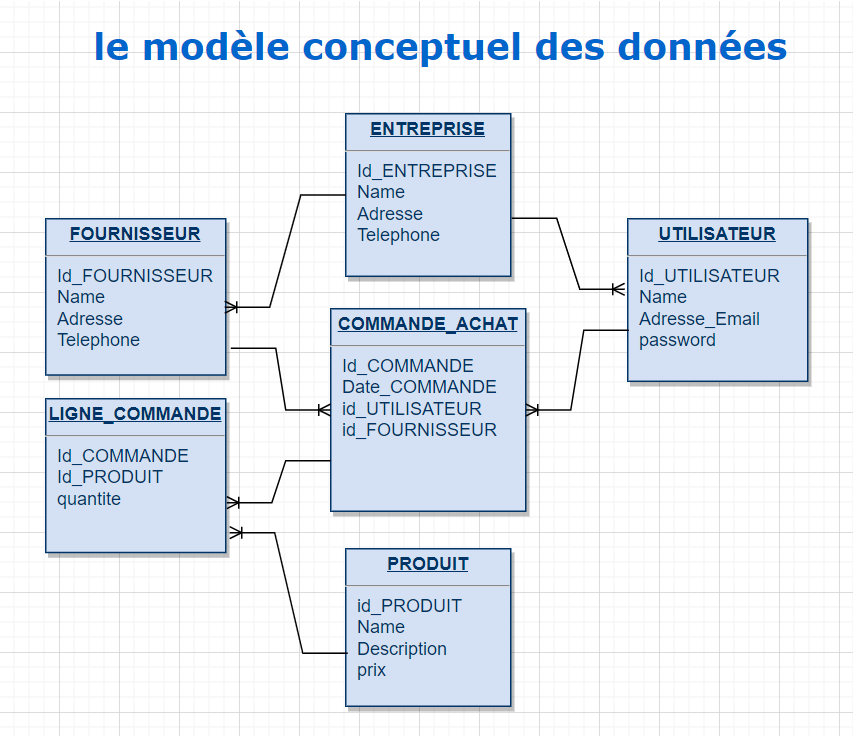 le modèle conceptuel des données
ENTREPRISE
Id_ENTREPRISE
Name
Adresse
Telephone
FOURNISSEUR
Id_FOURNISSEUR
Name
Adresse
Telephone
UTILISATEUR
Id_UTILISATEUR
Name
Adresse_Email
password
COMMANDE_ACHAT
Id_COMMANDE
Date_COMMANDE
id_UTILISATEUR
id_FOURNISSEUR
LIGNE_COMMANDE
Id_COMMANDE
Id_PRODUIT
quantite
PRODUIT
id_PRODUIT
Name
Description
prix